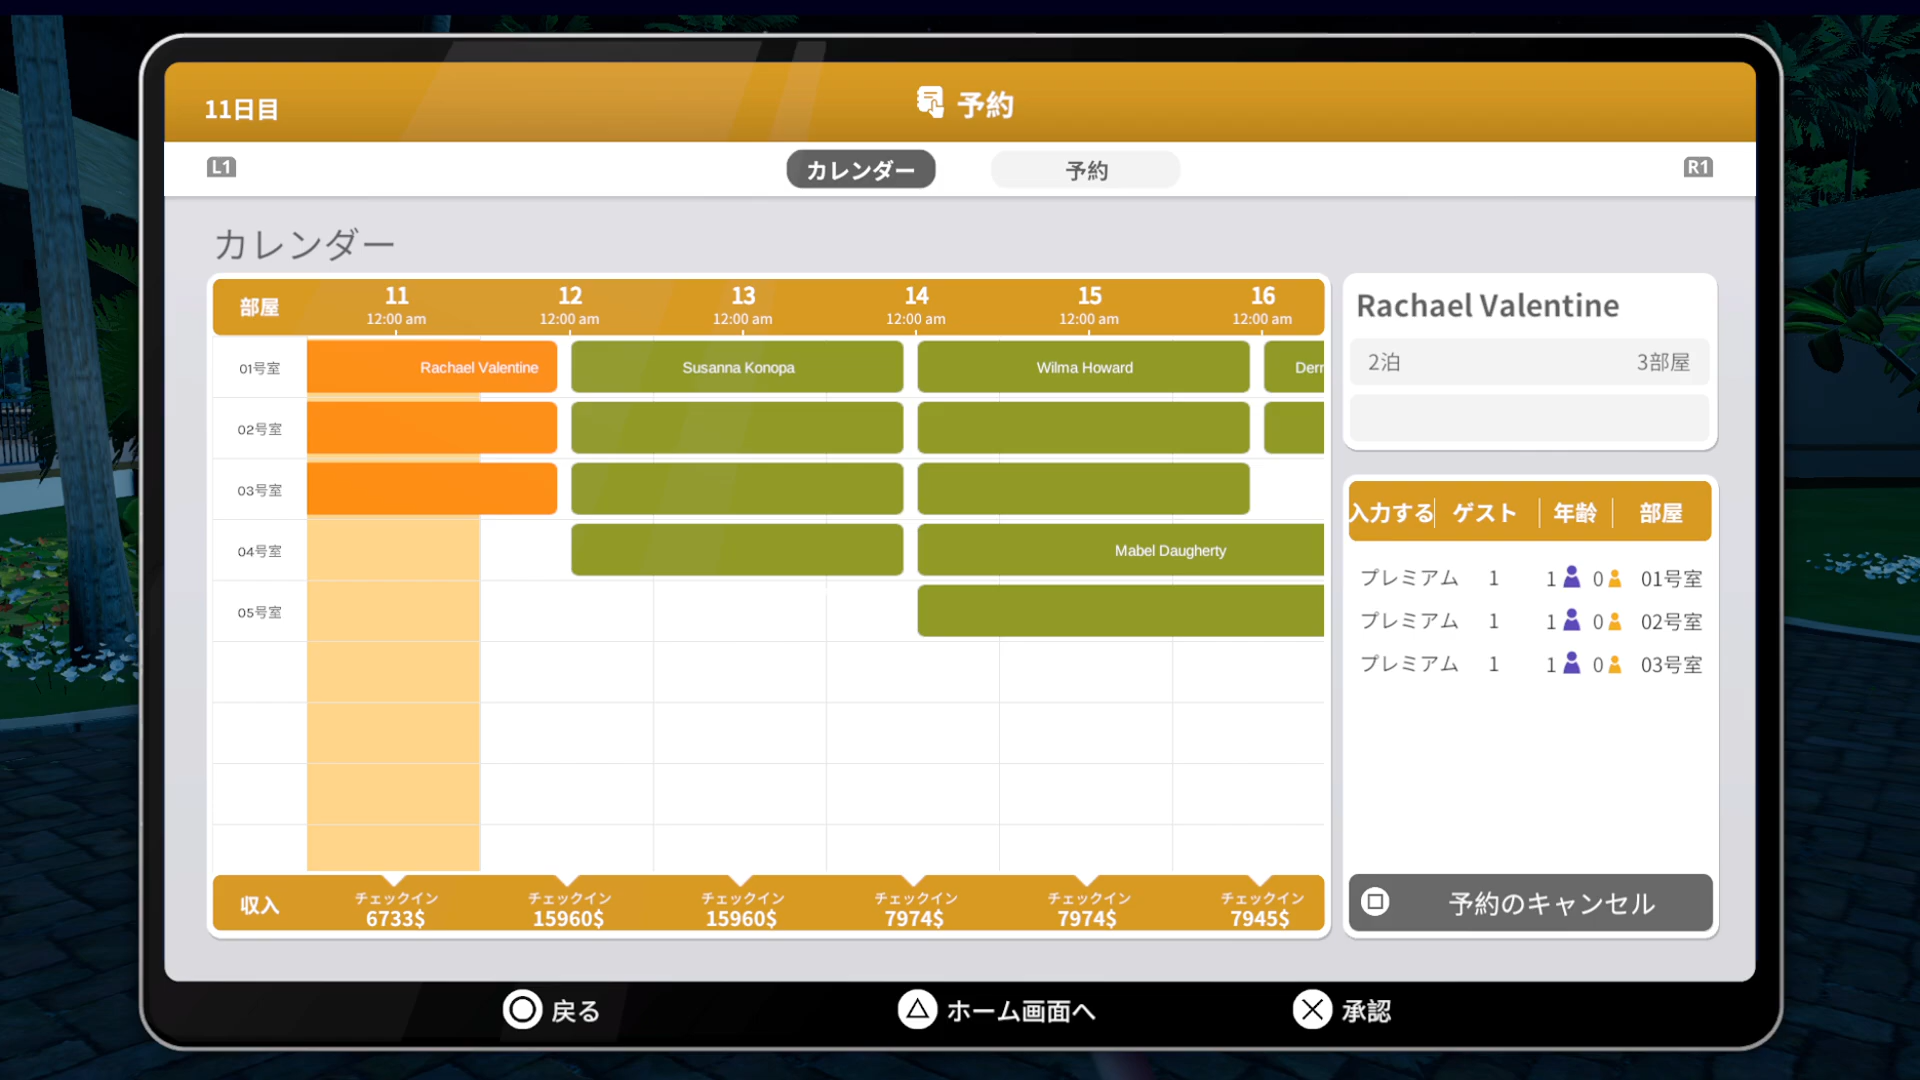 11日目
予約
L1
カレンダー
予約
R1
カレンダー
部屋
11
12:00 am
12
12:00 am
13
12:00 am
14
12:00 am
15
12:00 am
16
12:00 am
01号室
Rachael Valentine
Susanna Konopa
Wilma Howard
02号室
03号室
04号室
Mabel Daugherty
05号室
収入
チェックイン
6733$
チェックイン
15960$
チェックイン
15960$
チェックイン
7974$
チェックイン
7974$
チェックイン
7945$
Rachael Valentine
2泊 3部屋
入力する ゲスト 年齢 部屋
プレミアム 1 1 0 01号室
プレミアム 1 1 0 02号室
プレミアム 1 1 0 03号室
予約のキャンセル
戻る
ホーム画面へ
承認